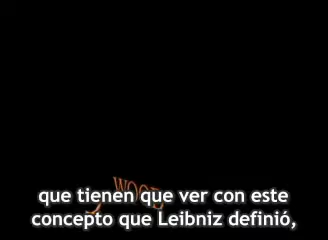 que tienen que ver con este
concepto que Leibniz definió,